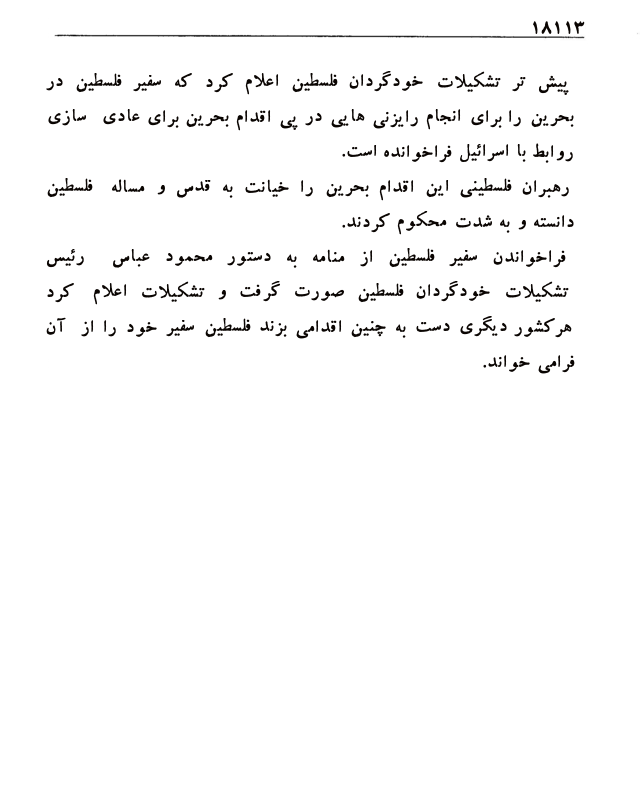 ۱۸۱۱۳
پیش تر تشکیلات خودگردان فلسطین اعلام کرد که سفیر فلسطین در
بحرین را برای انجام رایزنی هایی در پی اقدام بحرین برای عادی سازی
روابط با اسرائیل فراخوانده است.
رهبران فلسطینی این اقدام بحرین را خیانت به قدس و مساله فلسطین
دانسته و به شدت محکوم کردند.
فراخواندن سفیر فلسطین از منامه به دستور محمود عباس رئیس
تشکیلات خودگردان فلسطین صورت گرفت و تشکیلات اعلام کرد
هرکشور دیگری دست به چنین اقدامی بزند فلسطین سفیر خود را از آن
فرامی خواند.